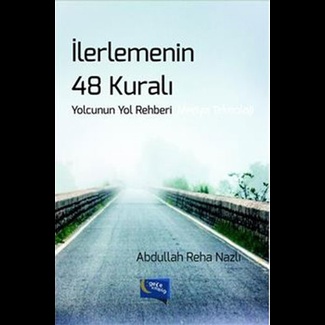 İlerlemenin
48 Kuralı
Yolcunun Yol Rehberi
Abdullah Reha Nazlı